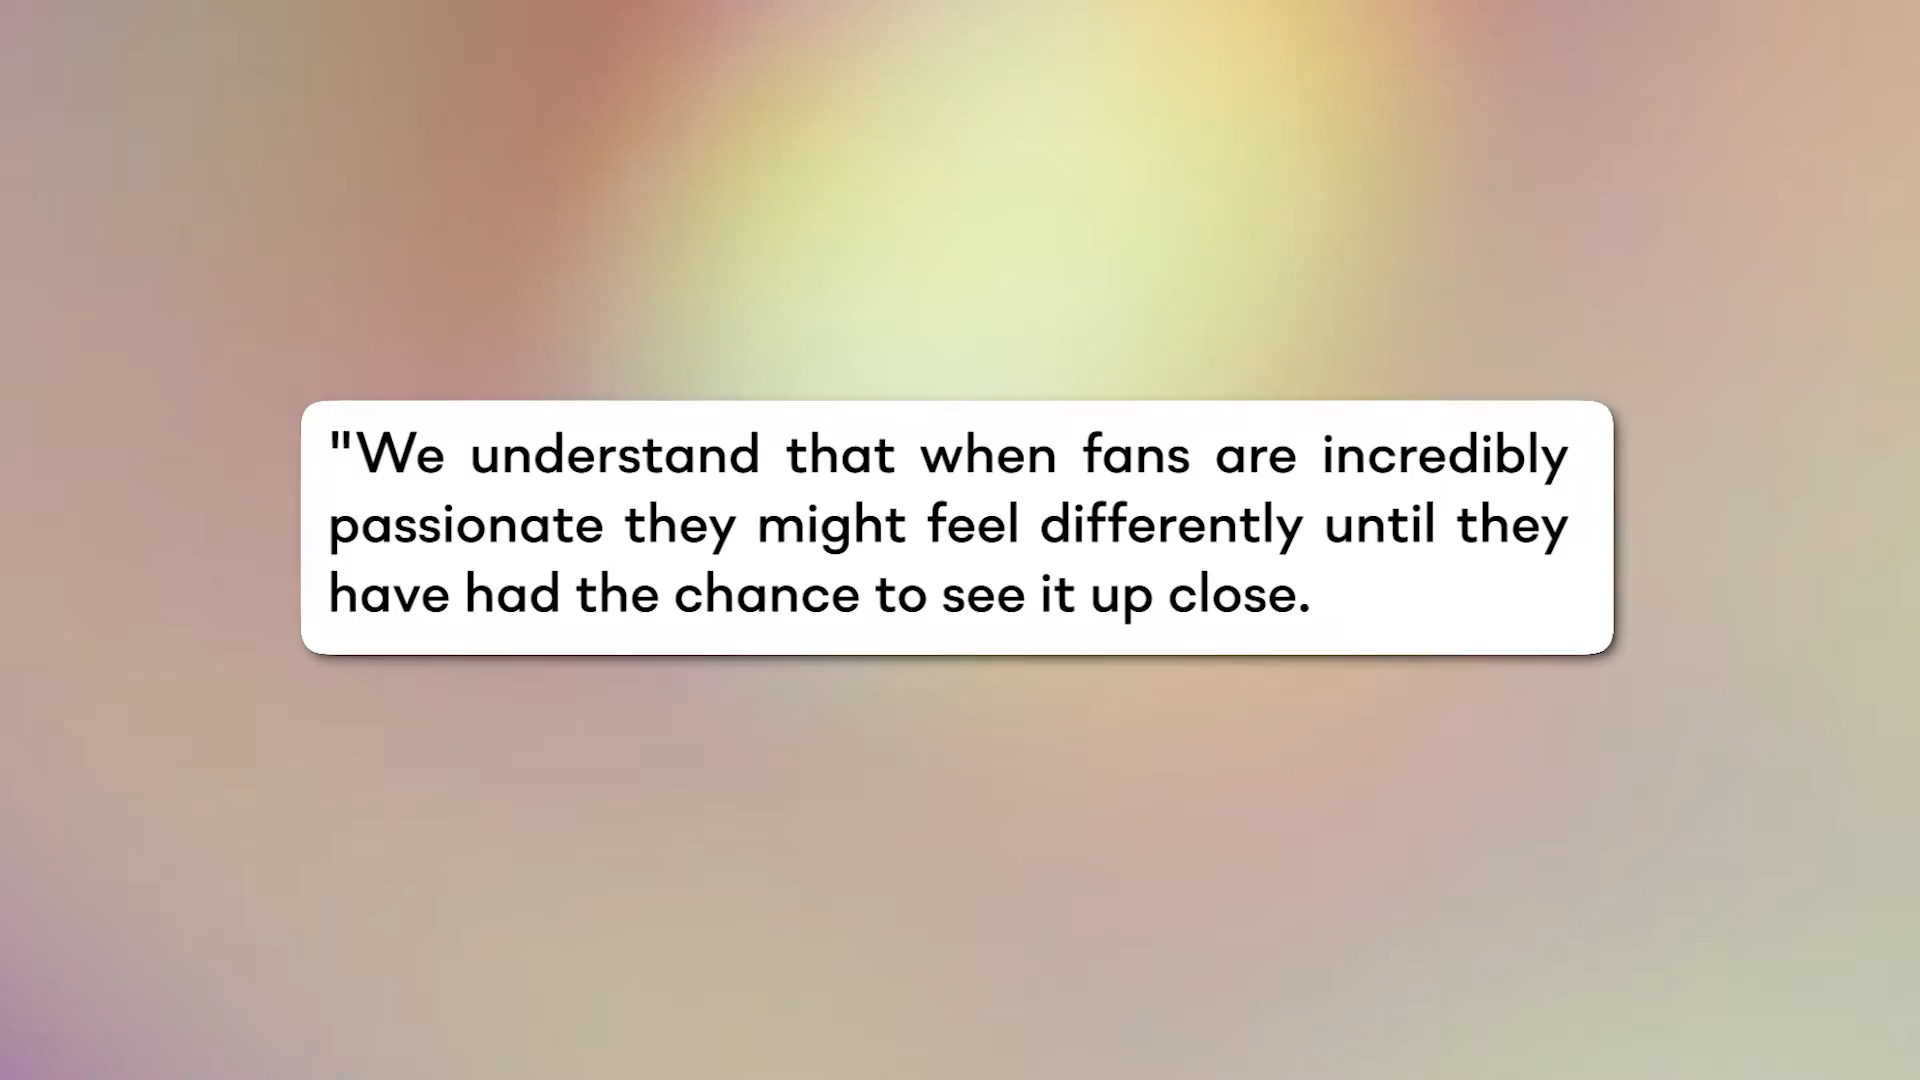 "We understand that when fans are incredibly
passionate they might feel differently until they
have had the chance to see it up close.